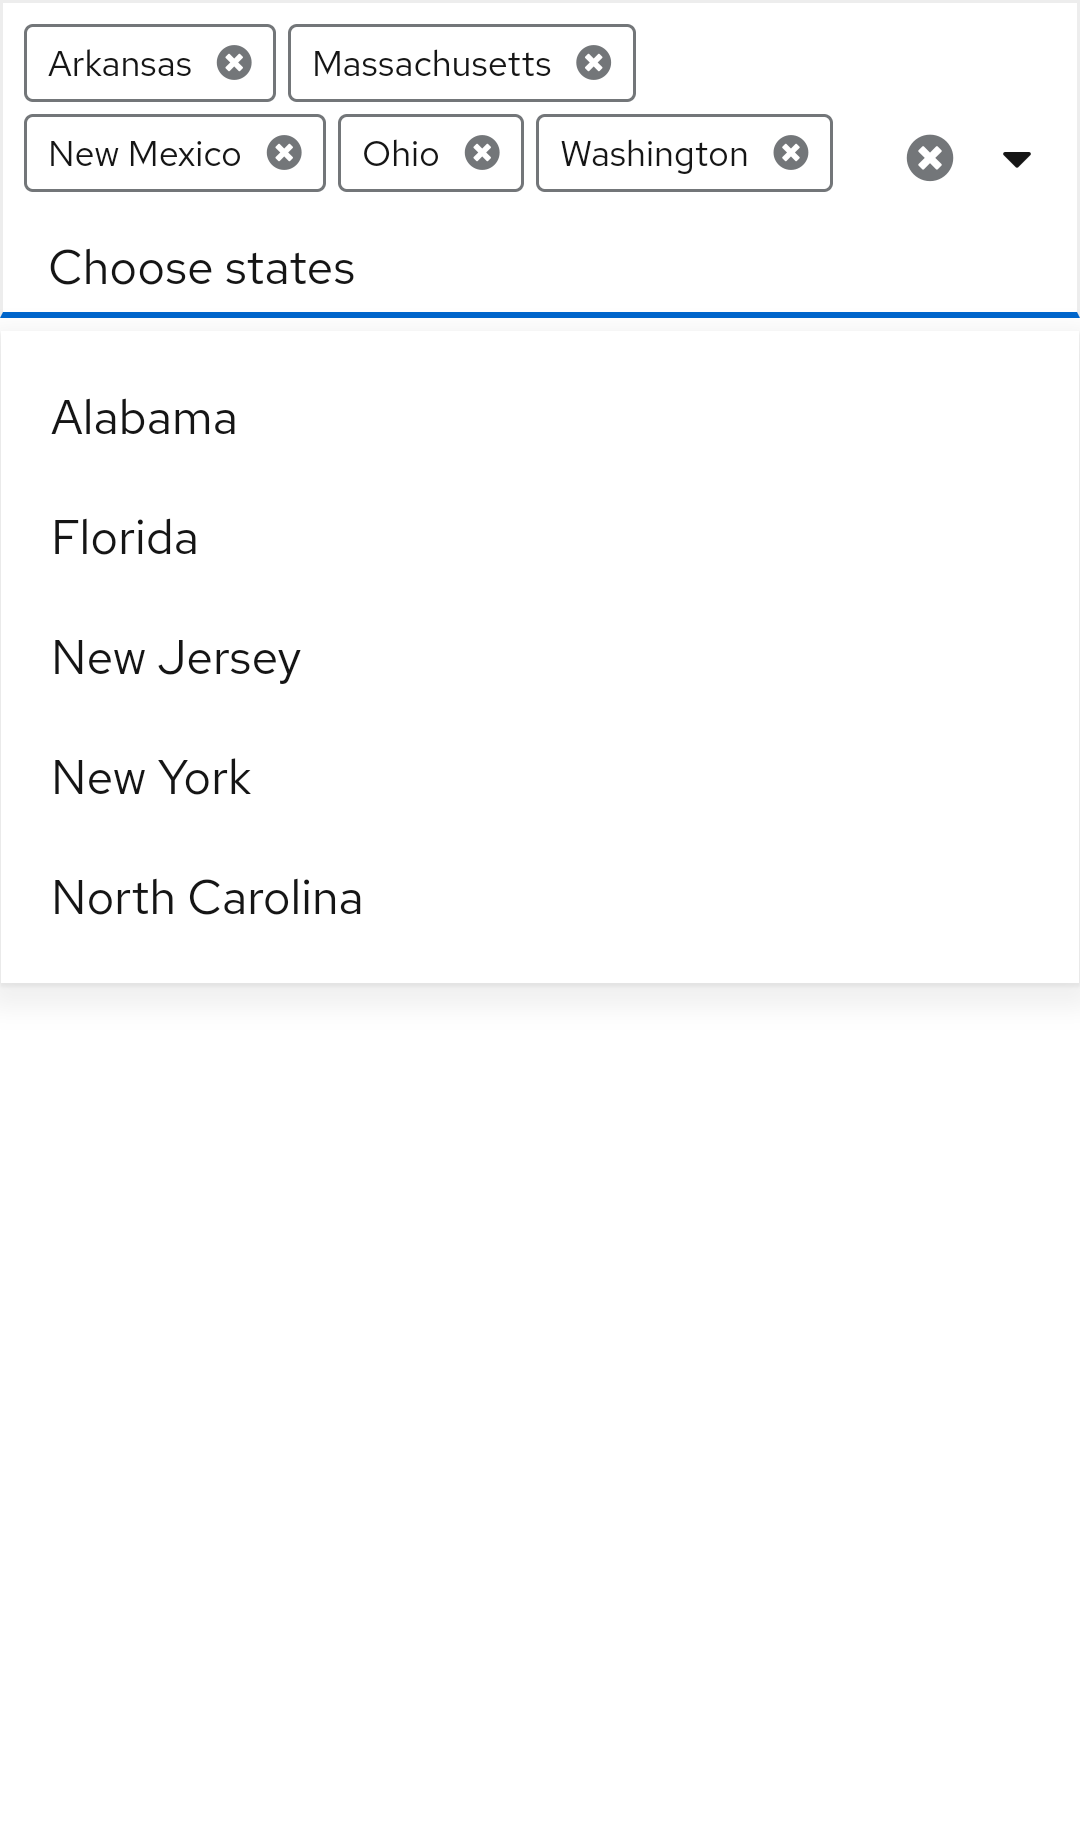 Arkansas Massachusetts
New Mexico Ohio Washington
Choose states
Alabama
Florida
New Jersey
New York
North Carolina